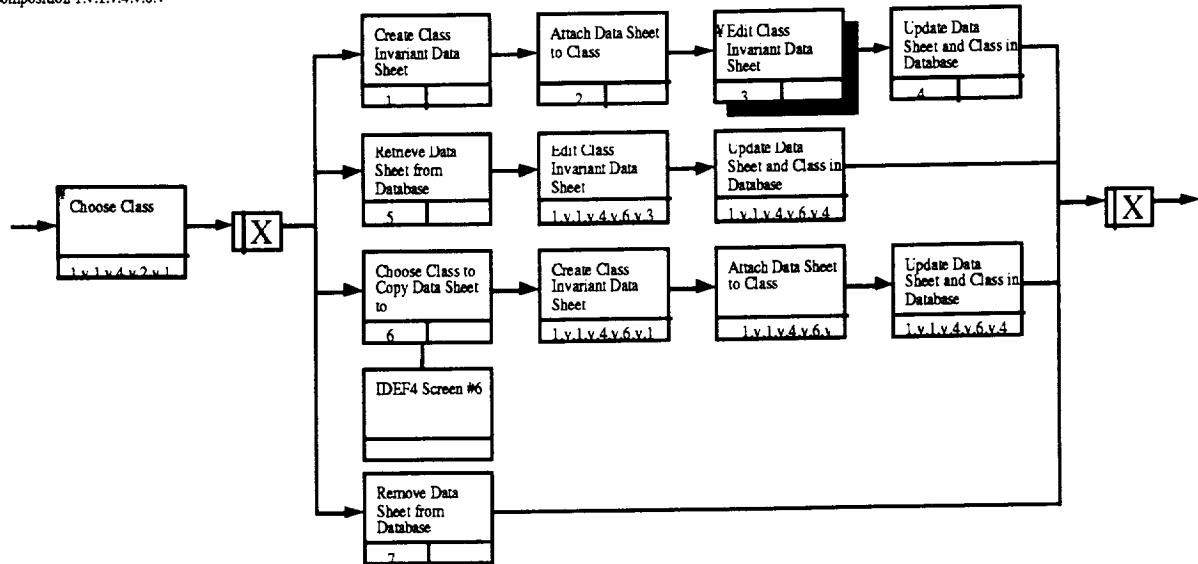 Create Class
Invariant Data
Sheet
1
Attach Data Sheet
to Class
2
¥ Edit Class
Invariant Data
Sheet
3
Update Data
Sheet and Class in
Database
4
Retrieve Data
Sheet from
Database
5
Edit Class
Invariant Data
Sheet
1.v.1.v.4.v.6.v.3
Update Data
Sheet and Class in
Database
1.v.1.v.4.v.6.v.4
Choose Class
1.v.1.v.4.v.2.v.1
X
X
Choose Class to
Copy Data Sheet
to
6
Create Class
Invariant Data
Sheet
1.v.1.v.4.v.6.v.1
Attach Data Sheet
to Class
1.v.1.v.4.v.6.v
Update Data
Sheet and Class in
Database
1.v.1.v.4.v.6.v.4
IDEF4 Screen #6
Remove Data
Sheet from
Database
7